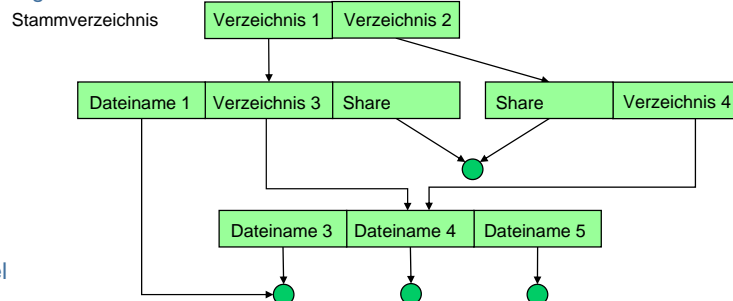 Stammverzeichnis Verzeichnis 1 Verzeichnis 2
Dateiname 1 Verzeichnis 3 Share Share Verzeichnis 4
Dateiname 3 Dateiname 4 Dateiname 5
el